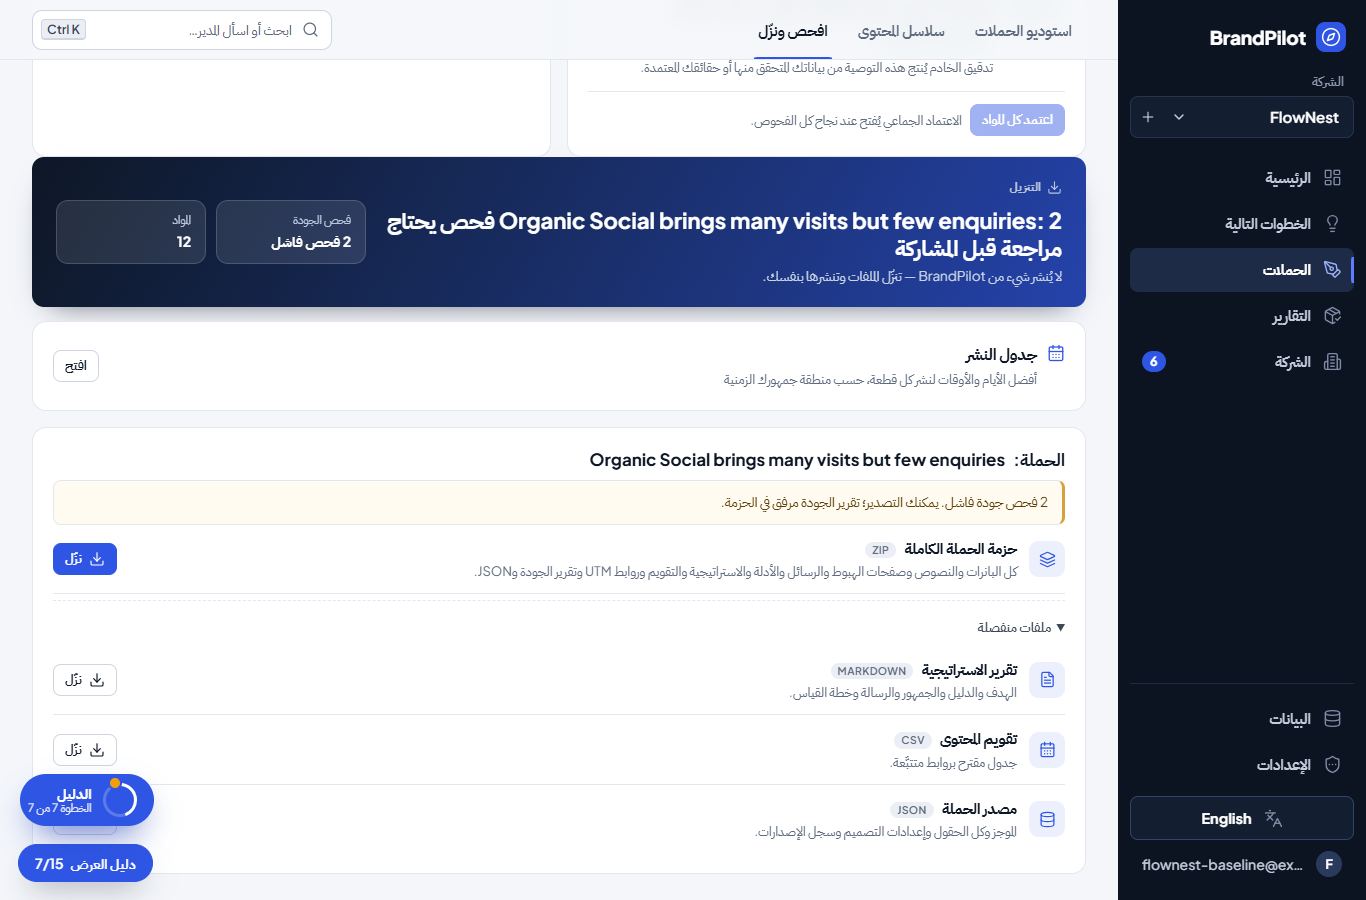 BrandPilot
الشركة
FlowNest
الرئيسية
الخطوات التالية
الحملات
التقارير
الشركة
6
البيانات
الإعدادات
English
flownest-baseline@ex...
F
استوديو الحملات
سلاسل المحتوى
افحص ونزّل
ابحث أو اسأل المدير...
Ctrl K
تدقيق الخادم يُنتج هذه التوصية من بياناتك المتحقق منها أو حقائقك المعتمدة.
اعتمد كل المواد
الاعتماد الجماعي يُفتح عند نجاح كل الفحوص.
التنزيل
Organic Social brings many visits but few enquiries: 2 فحص يحتاج
مراجعة قبل المشاركة
لا يُنشر شيء من BrandPilot — تنزّل الملفات وتنشرها بنفسك.
فحص الجودة
2 فحص فاشل
المواد
12
جدول النشر
أفضل الأيام والأوقات لنشر كل قطعة، حسب منطقة جمهورك الزمنية
افتح
الحملة: Organic Social brings many visits but few enquiries
2 فحص جودة فاشل. يمكنك التصدير؛ تقرير الجودة مرفق في الحزمة.
حزمة الحملة الكاملة ZIP
كل البانرات والنصوص وصفحات الهبوط والرسائل والأدلة والاستراتيجية والتقويم وروابط UTM وتقرير الجودة وJSON.
نزّل
▼ ملفات منفصلة
تقرير الاستراتيجية MARKDOWN
الهدف والدليل والجمهور والرسالة وخطة القياس.
نزّل
تقويم المحتوى CSV
جدول مقترح بروابط متتبَّعة.
نزّل
مصدر الحملة JSON
الموجز وكل الحقول وإعدادات التصميم وسجل الإصدارات.
الدليل
الخطوة 7 من 7
دليل العرض 7/15